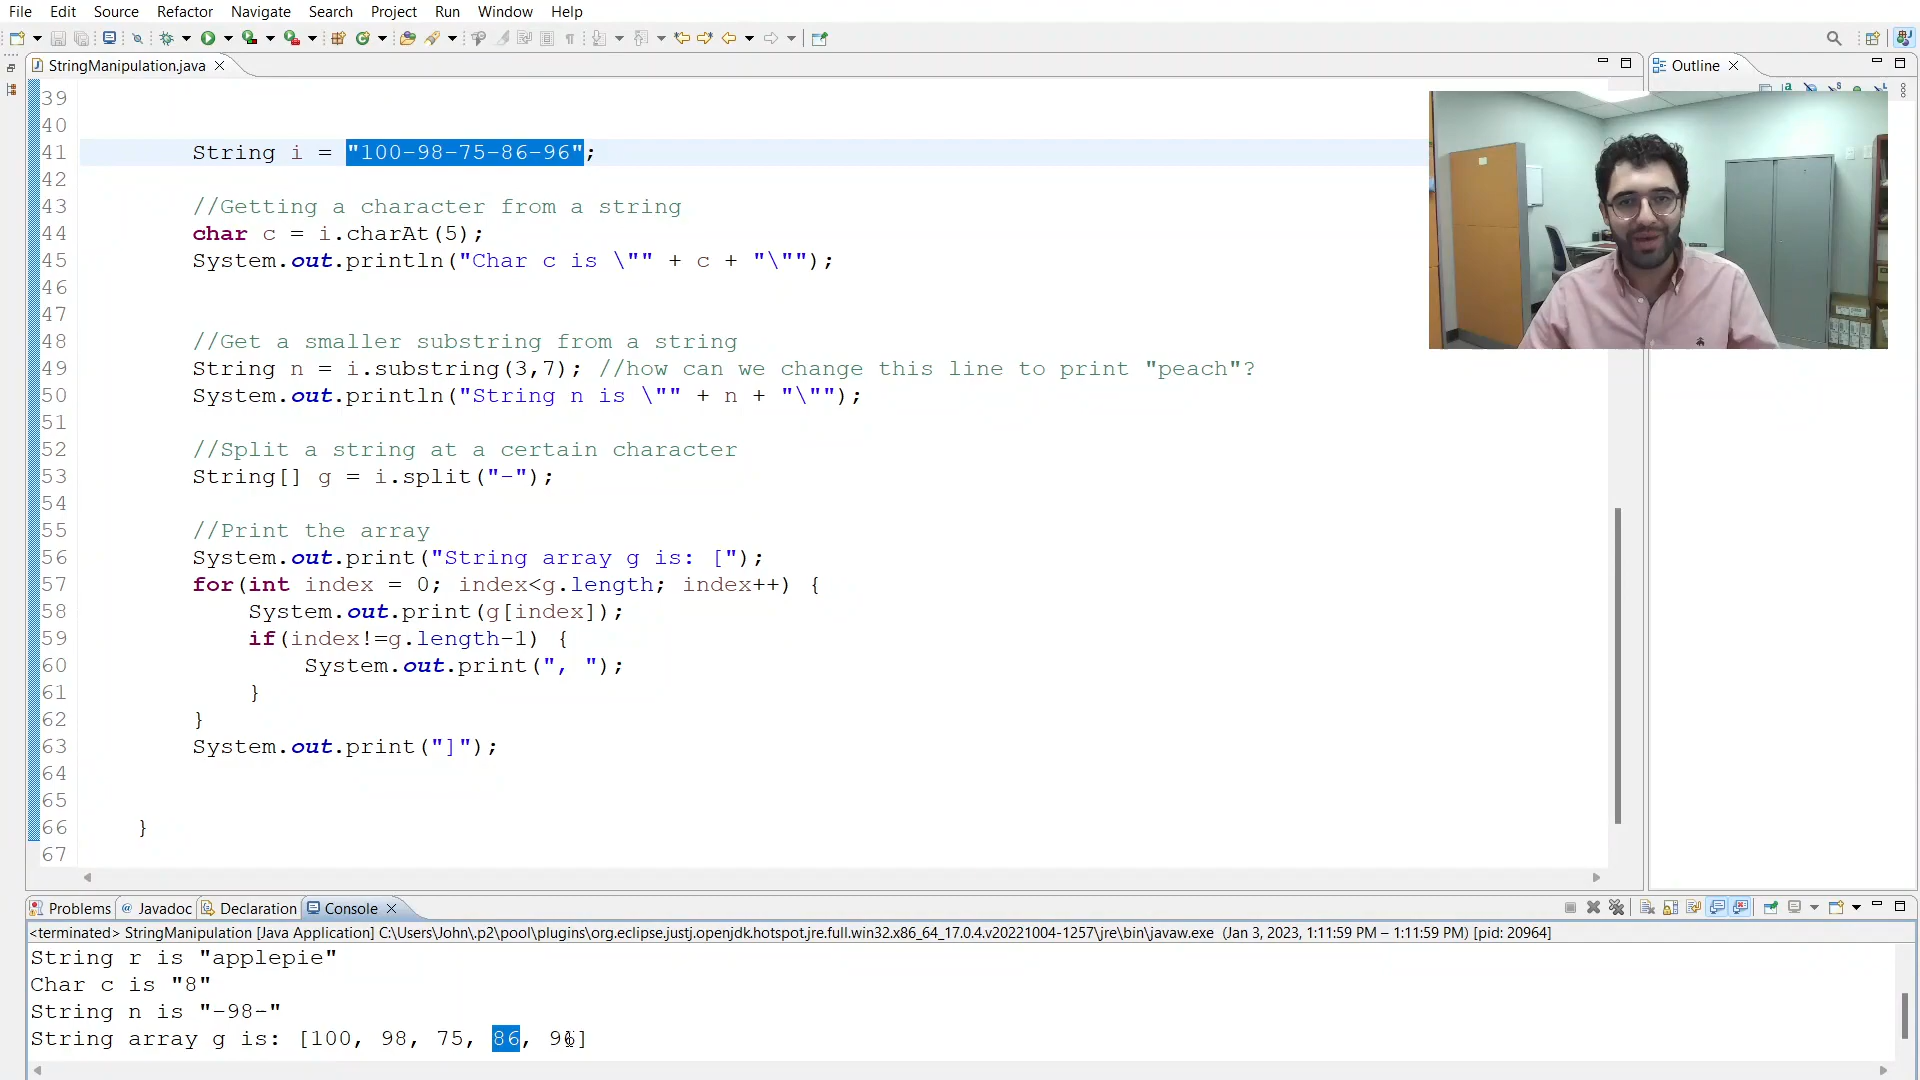 File Edit Source Refactor Navigate Search Project Run Window Help
StringManipulation.java
Outline
39
40
41 String i = "100-98-75-86-96";
42
43 //Getting a character from a string
44 char c = i.charAt(5);
45 System.out.println("Char c is \"" + c + "\"");
46
47
48 //Get a smaller substring from a string
49 String n = i.substring(3,7); //how can we change this line to print "peach"?
50 System.out.println("String n is \"" + n + "\"");
51
52 //Split a string at a certain character
53 String[] g = i.split("-");
54
55 //Print the array
56 System.out.print("String array g is: [");
57 for(int index = 0; index<g.length; index++) {
58 System.out.print(g[index]);
59 if(index!=g.length-1) {
60 System.out.print(", ");
61 }
62 }
63 System.out.print("]");
64
65
66 }
67
Problems Javadoc Declaration Console
<terminated> StringManipulation [Java Application] C:\Users\John\.p2\pool\plugins\org.eclipse.justj.openjdk.hotspot.jre.full.win32.x86_64_17.0.4.v20221004-1257\jre\bin\javaw.exe (Jan 3, 2023, 1:11:59 PM – 1:11:59 PM) [pid: 20964]
String r is "applepie"
Char c is "8"
String n is "-98-"
String array g is: [100, 98, 75, 86, 96]